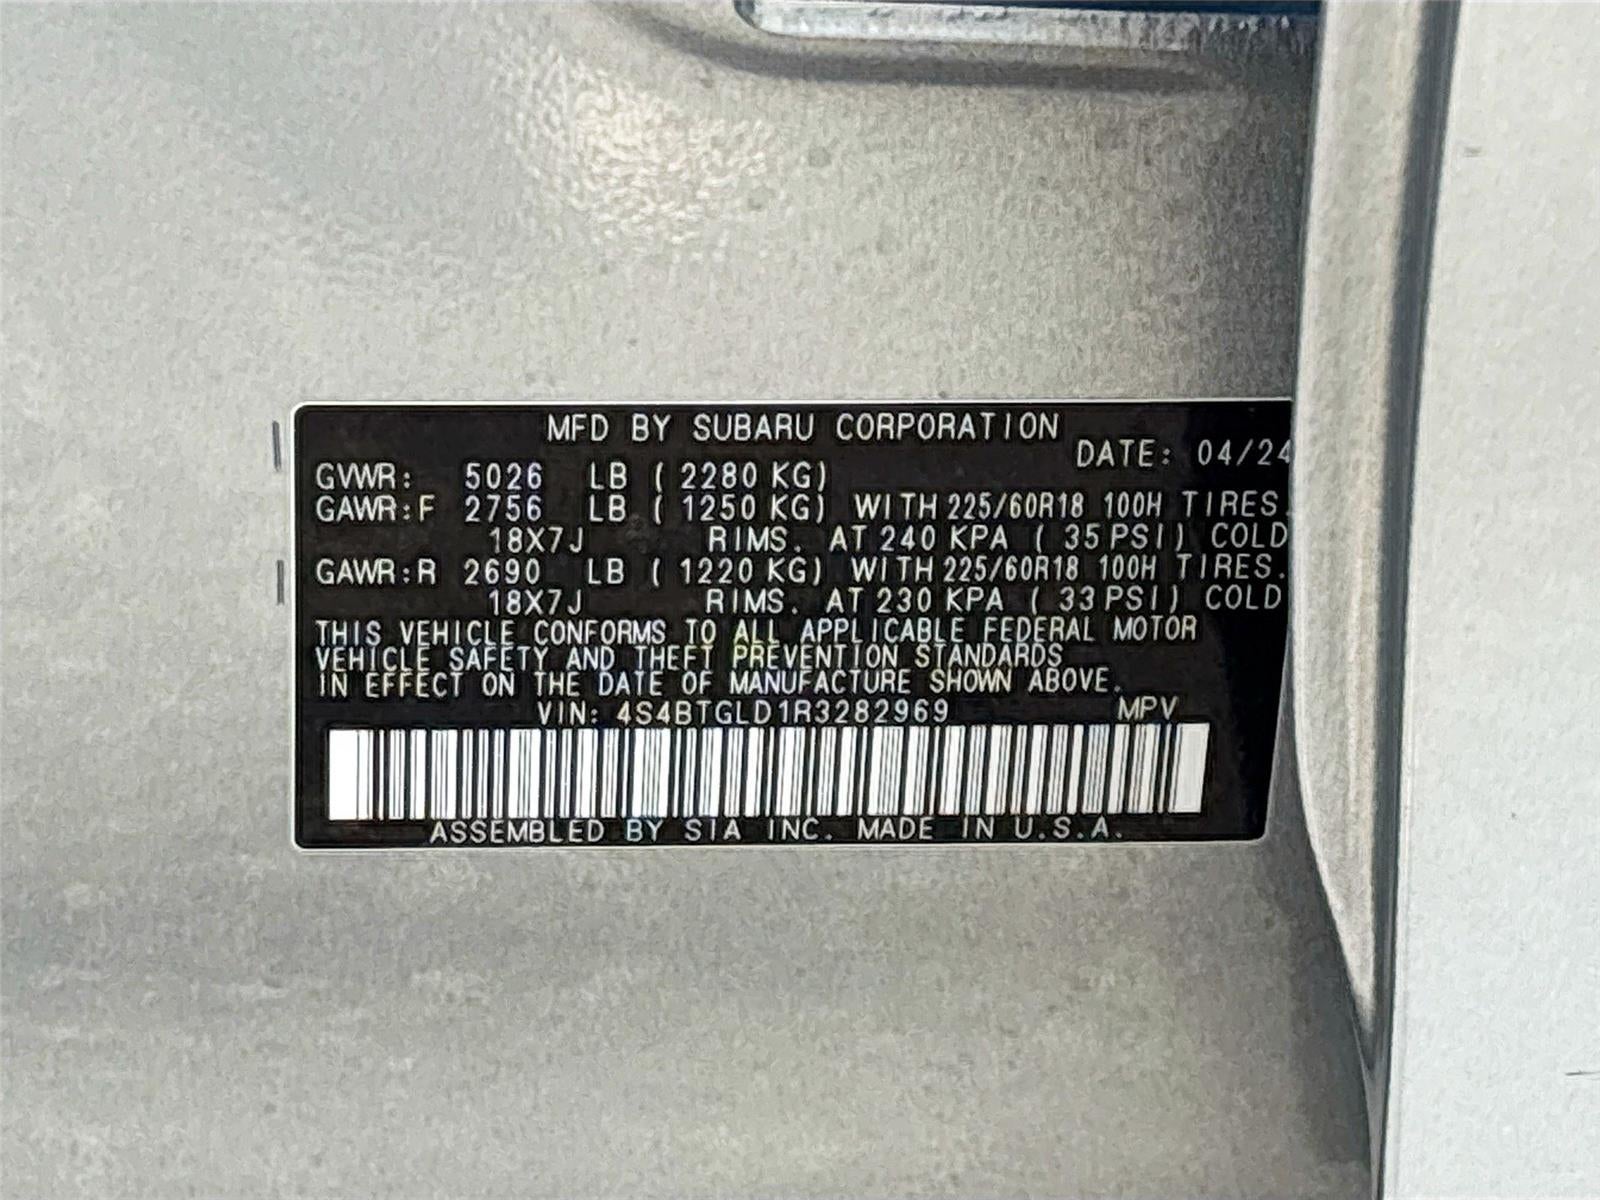 MFD BY SUBARU CORPORATION
DATE: 04/24
GVWR: 5026 LB ( 2280 KG)
GAWR:F 2756 LB ( 1250 KG) WITH 225/60R18 100H TIRES.
18X7J RIMS. AT 240 KPA ( 35 PSI) COLD
GAWR:R 2690 LB ( 1220 KG) WITH 225/60R18 100H TIRES.
18X7J RIMS. AT 230 KPA ( 33 PSI) COLD
THIS VEHICLE CONFORMS TO ALL APPLICABLE FEDERAL MOTOR
VEHICLE SAFETY AND THEFT PREVENTION STANDARDS
IN EFFECT ON THE DATE OF MANUFACTURE SHOWN ABOVE.
VIN: 4S4BTGLD1R3282969 MPV
ASSEMBLED BY SIA INC. MADE IN U.S.A.